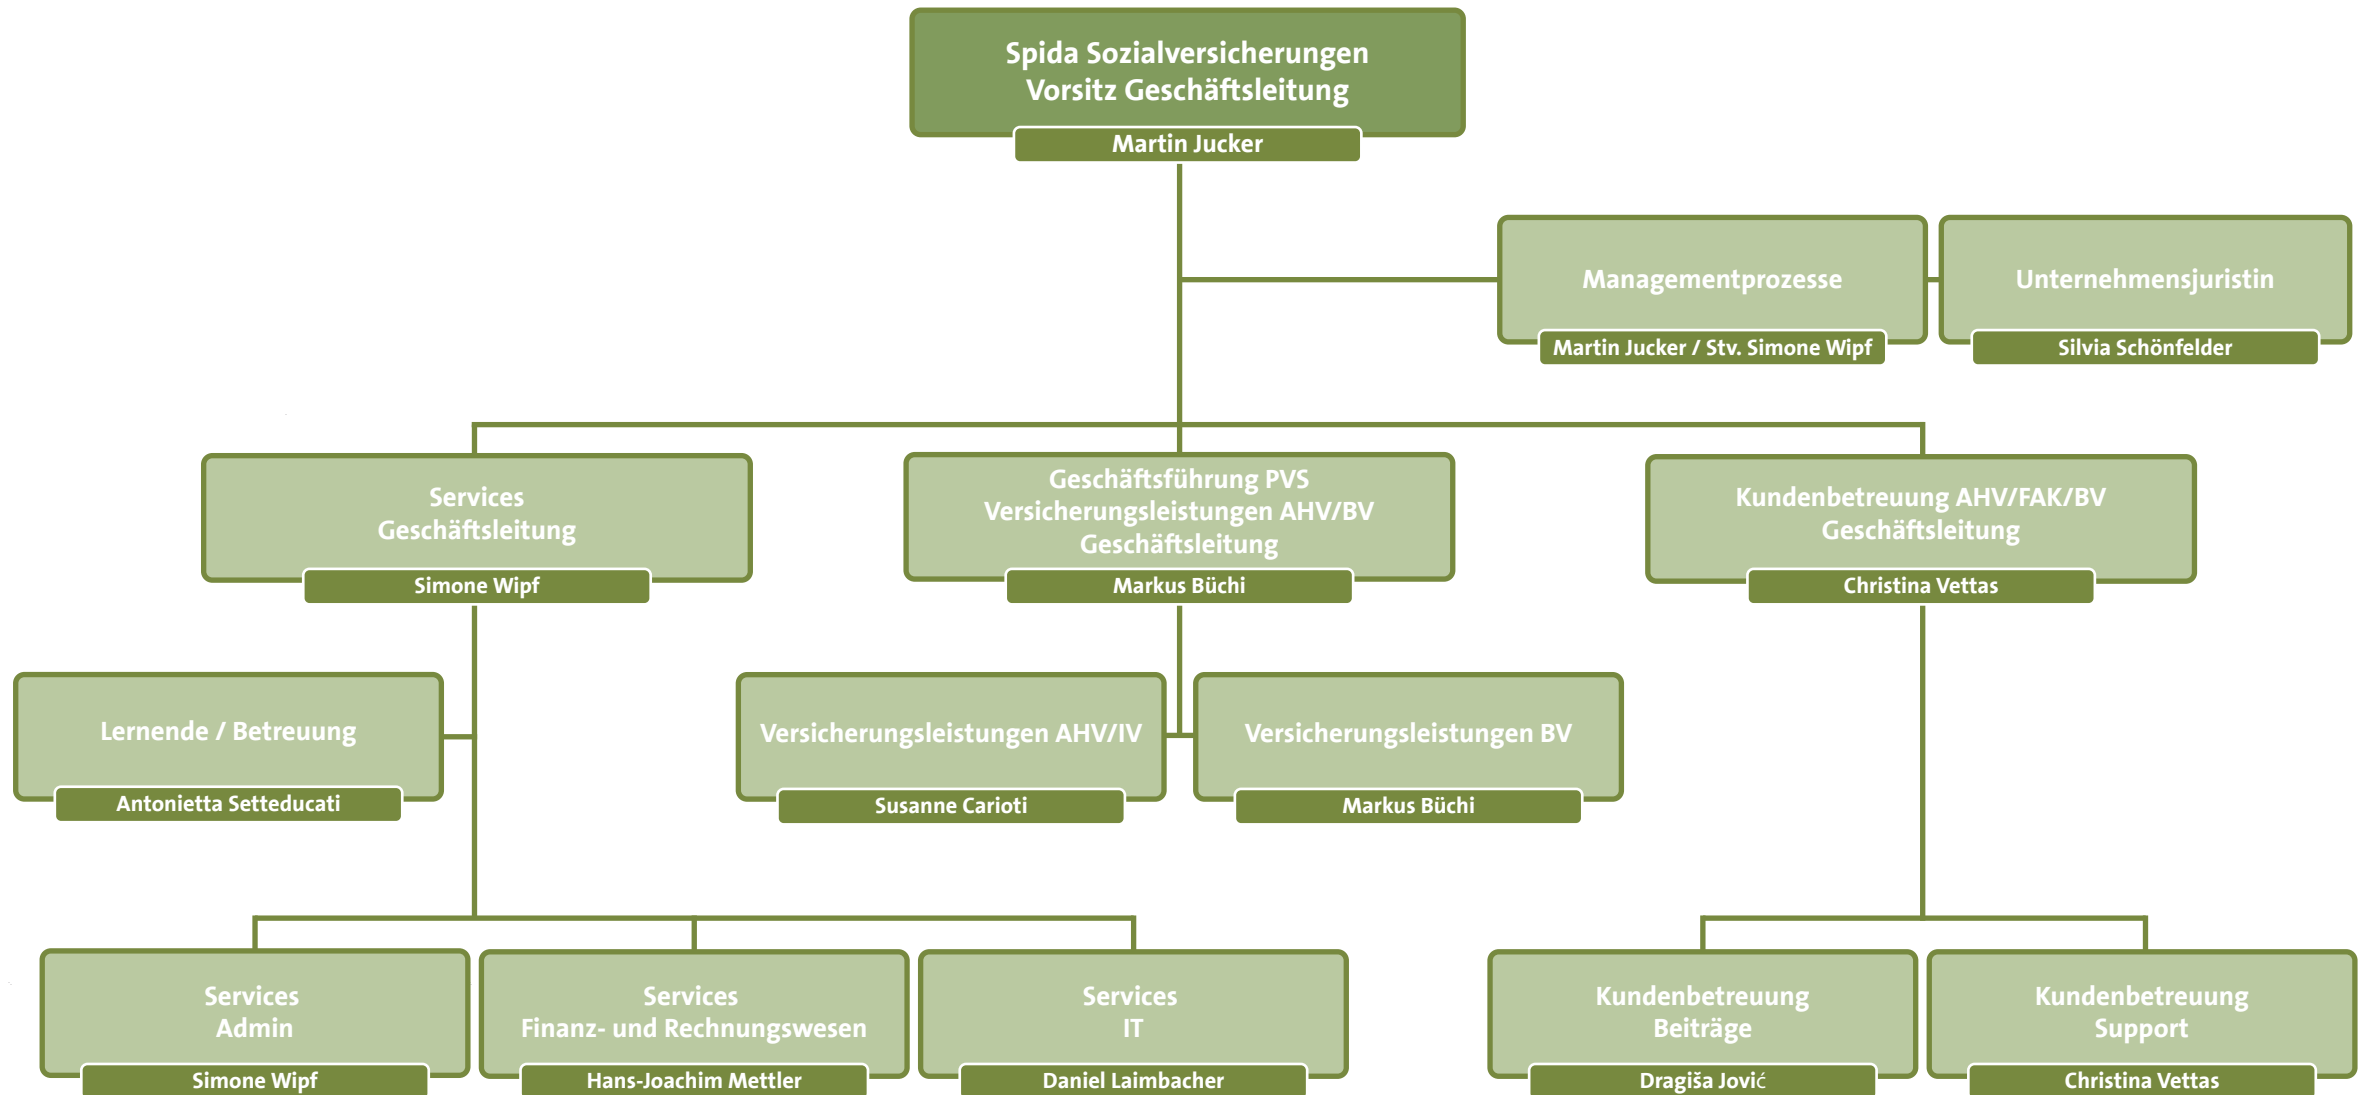 Spida Sozialversicherungen
Vorsitz Geschäftsleitung
Martin Jucker
Managementprozesse
Martin Jucker / Stv. Simone Wipf
Unternehmensjuristin
Silvia Schönfelder
Services
Geschäftsleitung
Simone Wipf
Geschäftsführung PVS
Versicherungsleistungen AHV/BV
Geschäftsleitung
Markus Büchi
Kundenbetreuung AHV/FAK/BV
Geschäftsleitung
Christina Vettas
Lernende / Betreuung
Antonietta Setteducati
Versicherungsleistungen AHV/IV
Susanne Carioti
Versicherungsleistungen BV
Markus Büchi
Services
Admin
Simone Wipf
Services
Finanz- und Rechnungswesen
Hans-Joachim Mettler
Services
IT
Daniel Laimbacher
Kundenbetreuung
Beiträge
Dragiša Jović
Kundenbetreuung
Support
Christina Vettas